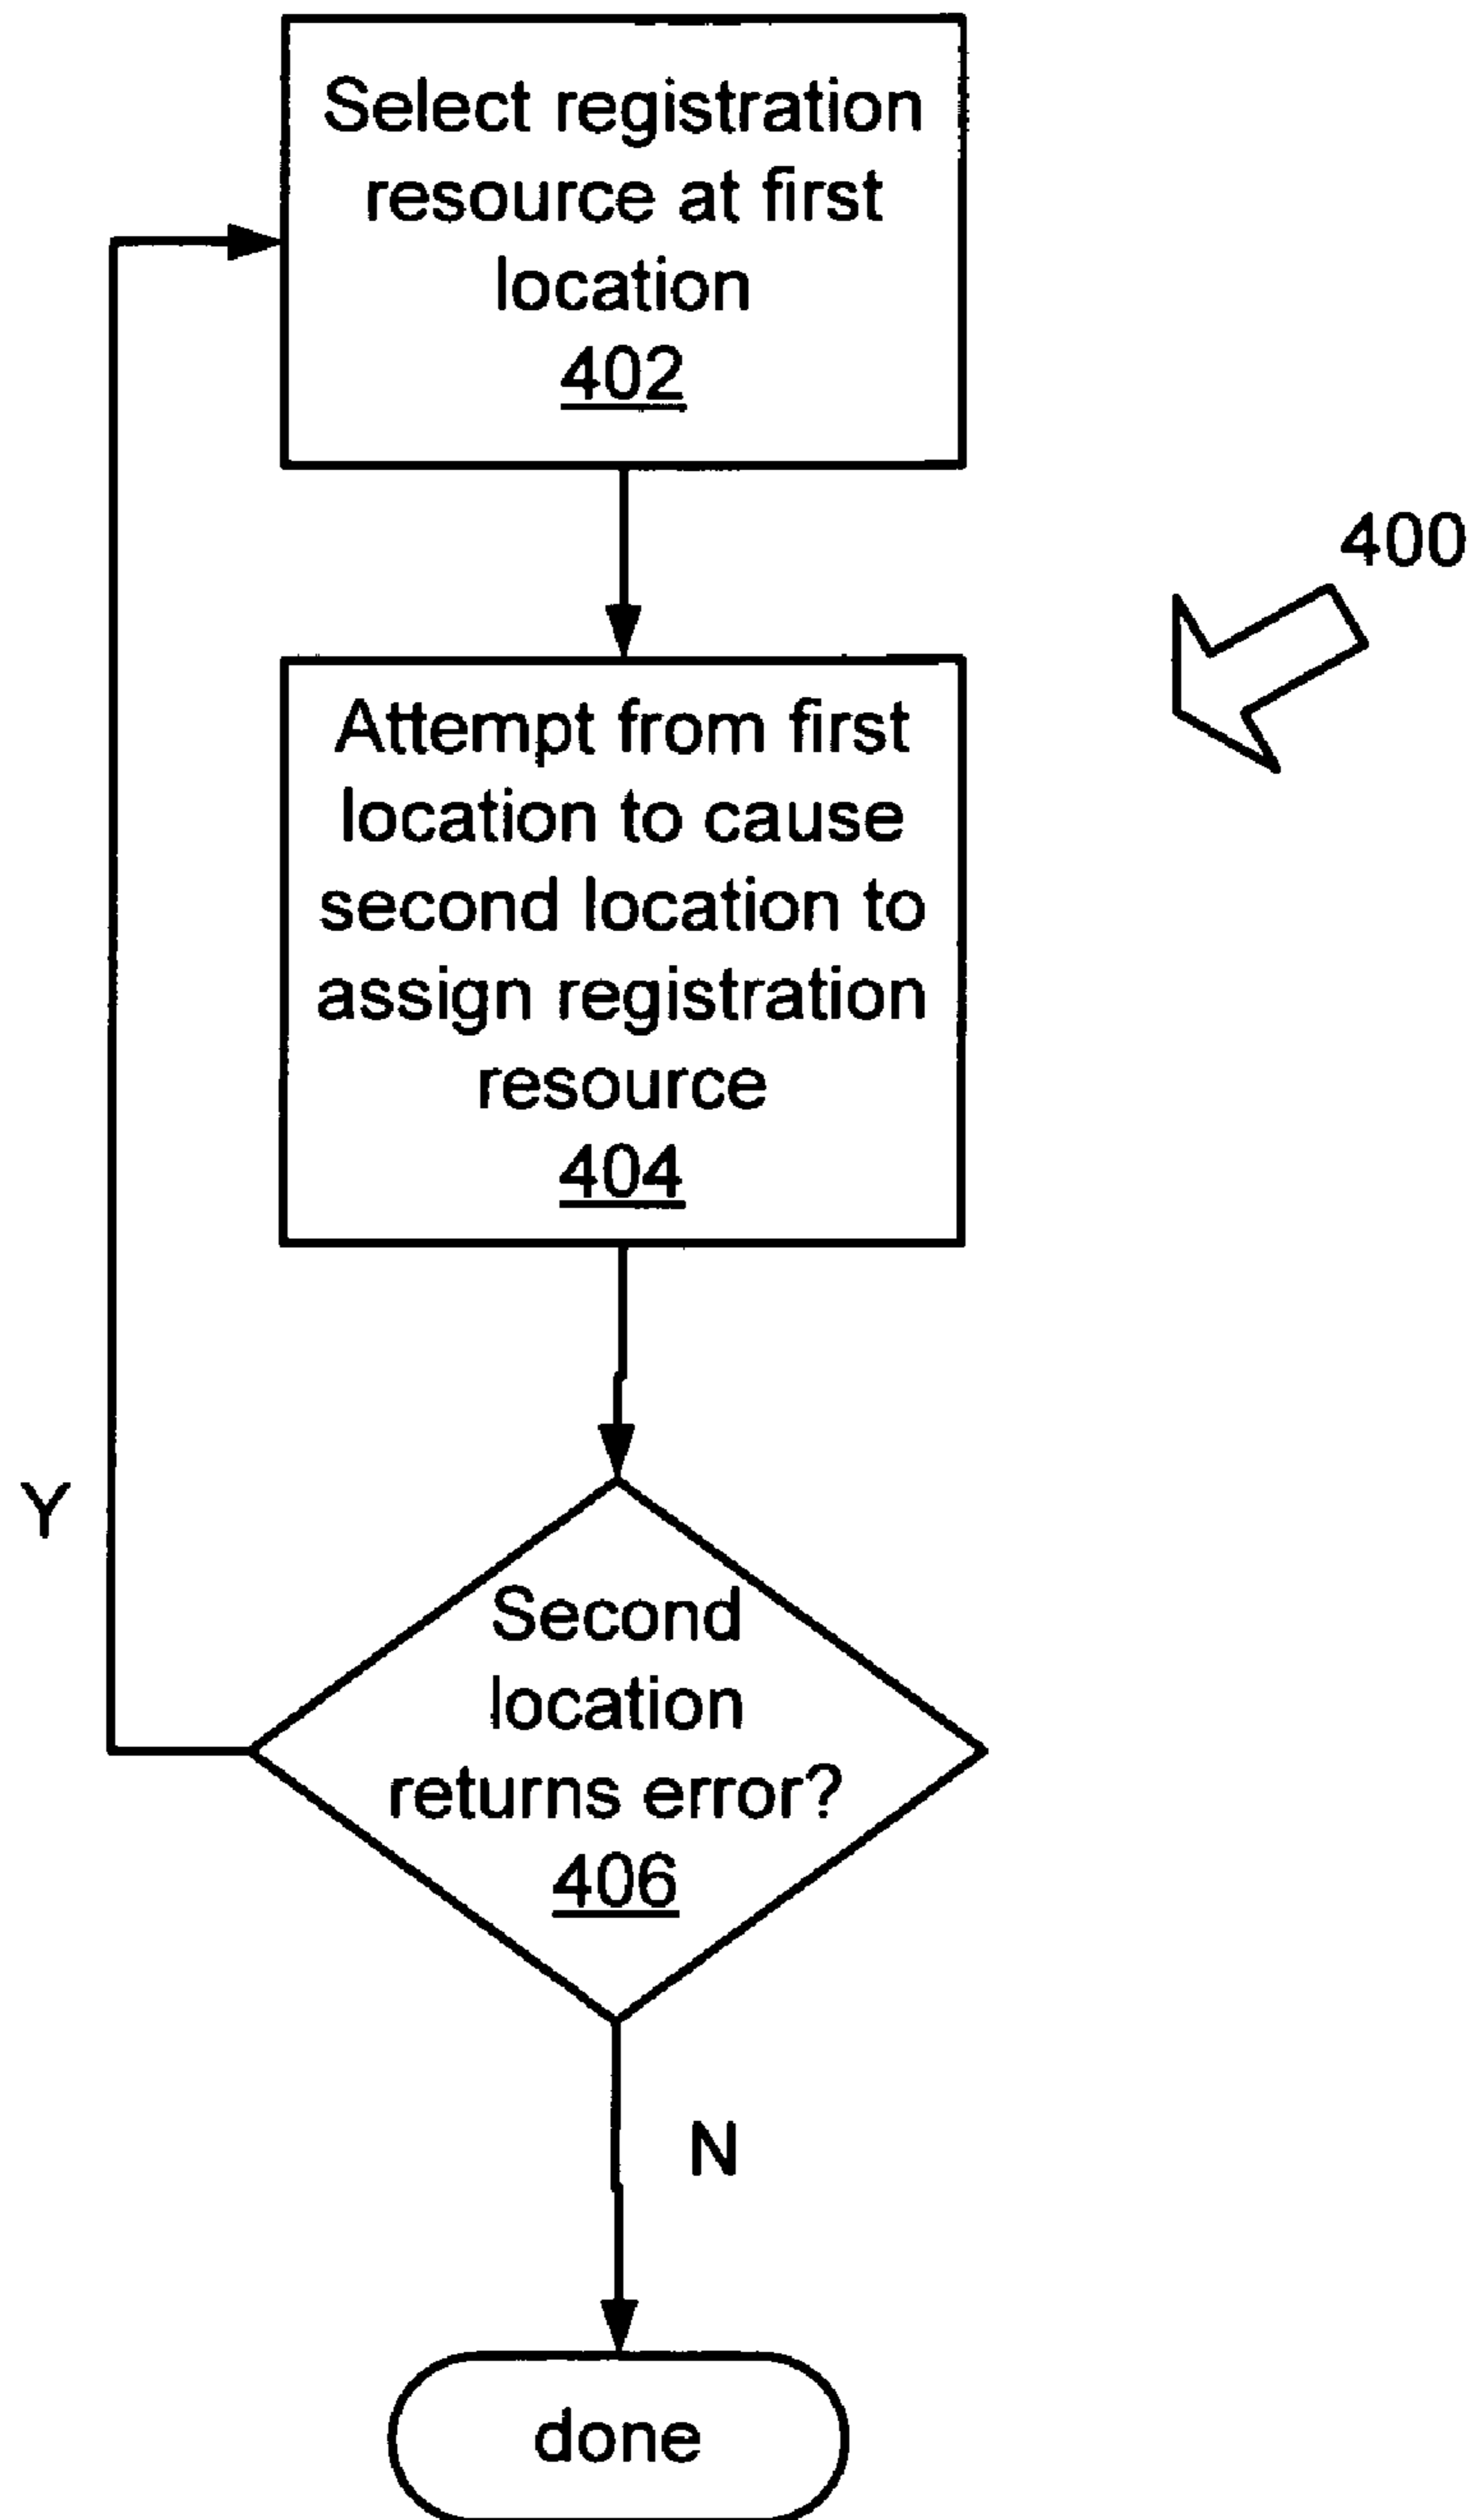 Select registration
resource at first
location
402
400
Attempt from first
location to cause
second location to
assign registration
resource
404
Y
Second
location
returns error?
406
N
done